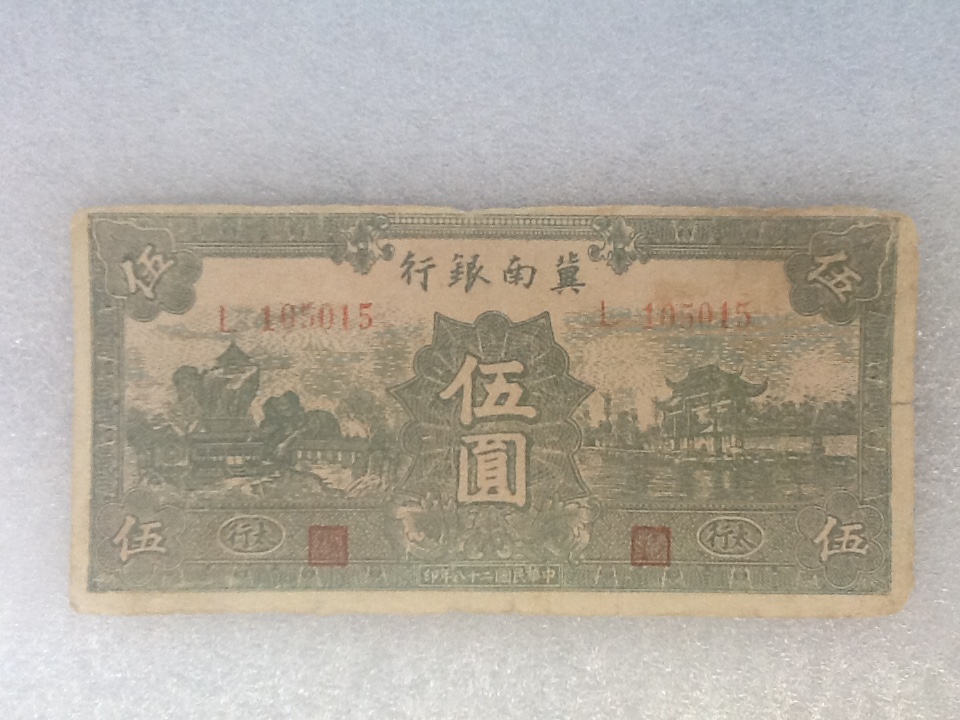 伍 伍
冀南銀行
L 105015 L 105015
伍圓
伍 太行 太行 伍
中華民國二十八年印